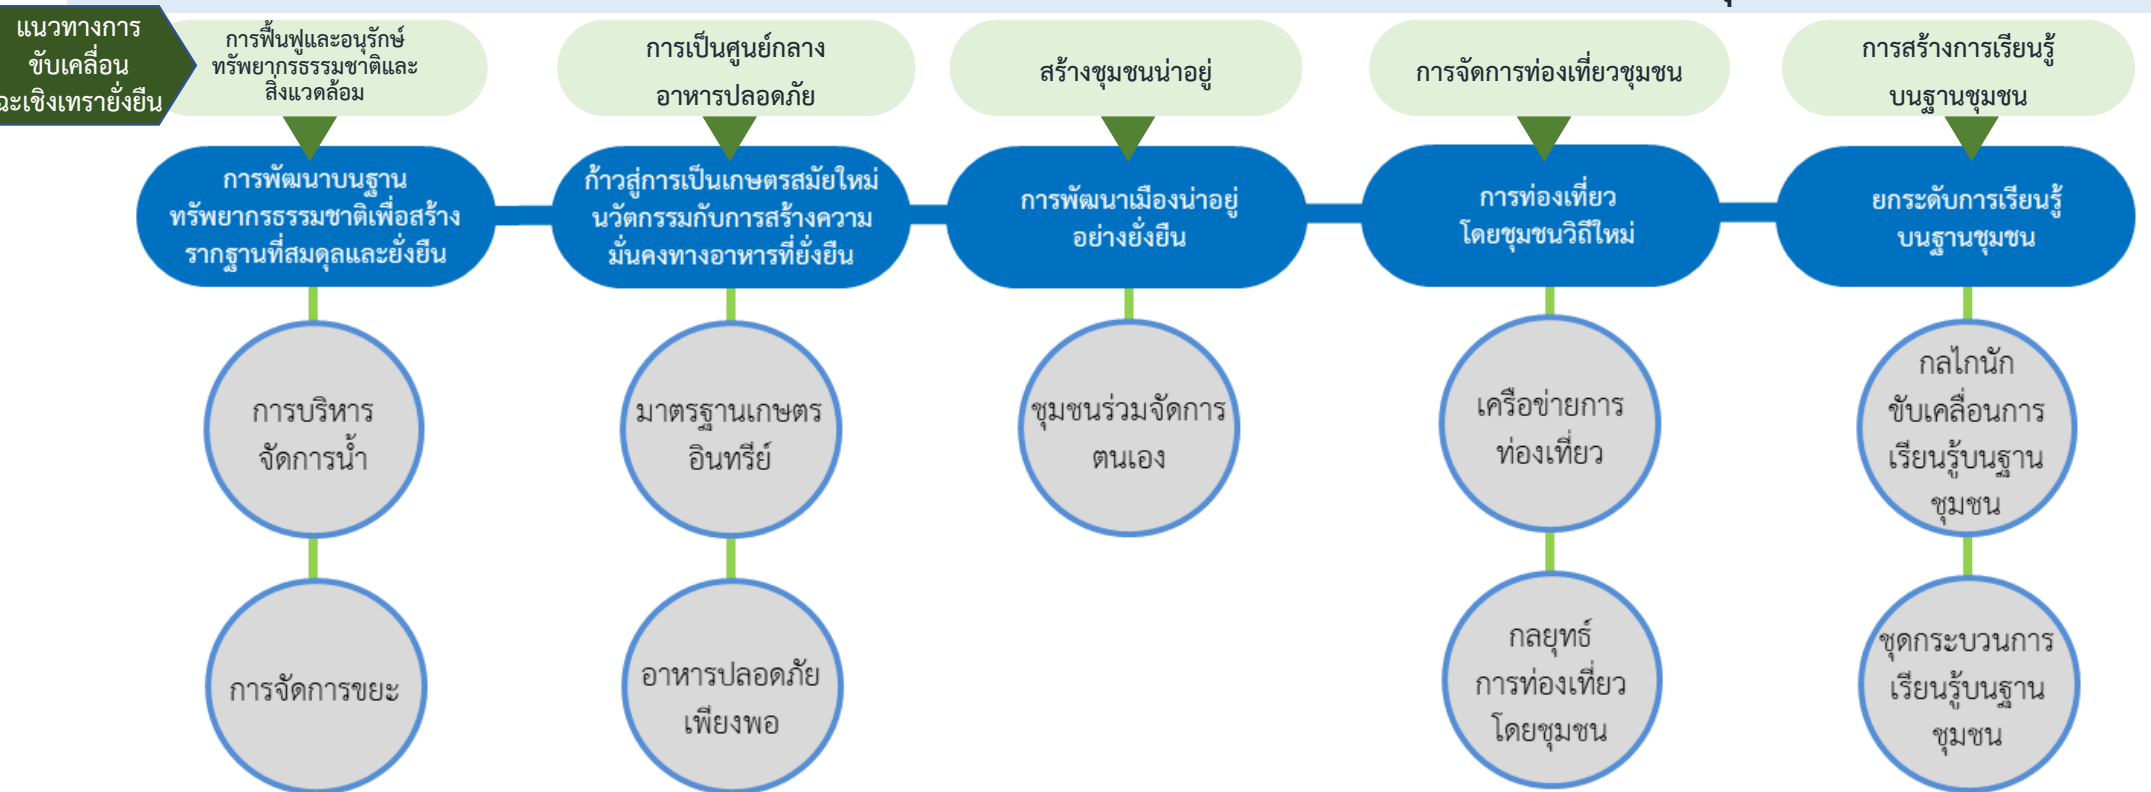 แนวทางการ
ขับเคลื่อน
ฉะเชิงเทรายั่งยืน
การฟื้นฟูและอนุรักษ์
ทรัพยากรธรรมชาติและ
สิ่งแวดล้อม
การเป็นศูนย์กลาง
อาหารปลอดภัย
สร้างชุมชนน่าอยู่
การจัดการท่องเที่ยวชุมชน
การสร้างการเรียนรู้
บนฐานชุมชน
การพัฒนาบนฐาน
ทรัพยากรธรรมชาติเพื่อสร้าง
รากฐานที่สมดุลและยั่งยืน
ก้าวสู่การเป็นเกษตรสมัยใหม่
นวัตกรรมกับการสร้างความ
มั่นคงทางอาหารที่ยั่งยืน
การพัฒนาเมืองน่าอยู่
อย่างยั่งยืน
การท่องเที่ยว
โดยชุมชนวิถีใหม่
ยกระดับการเรียนรู้
บนฐานชุมชน
การบริหาร
จัดการน้ำ
มาตรฐานเกษตร
อินทรีย์
ชุมชนร่วมจัดการ
ตนเอง
เครือข่ายการ
ท่องเที่ยว
กลไกนัก
ขับเคลื่อนการ
เรียนรู้บนฐาน
ชุมชน
การจัดการขยะ
อาหารปลอดภัย
เพียงพอ
กลยุทธ์
การท่องเที่ยว
โดยชุมชน
ชุดกระบวนการ
เรียนรู้บนฐาน
ชุมชน